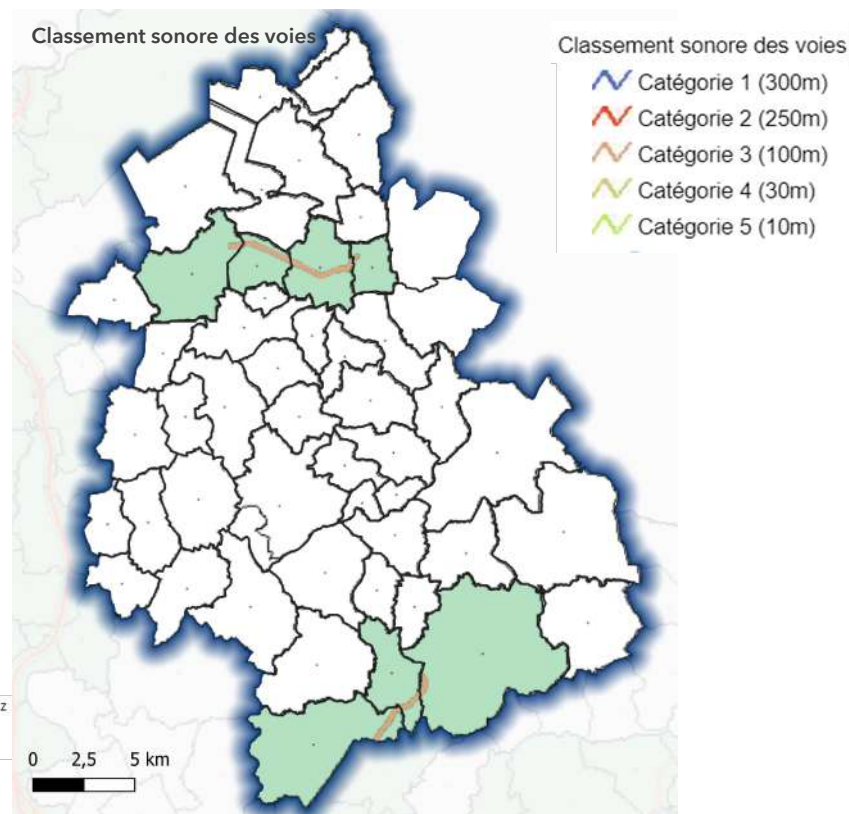 Classement sonore des voies
Classement sonore des voies
Catégorie 1 (300m)
Catégorie 2 (250m)
Catégorie 3 (100m)
Catégorie 4 (30m)
Catégorie 5 (10m)
z
0 2,5 5 km